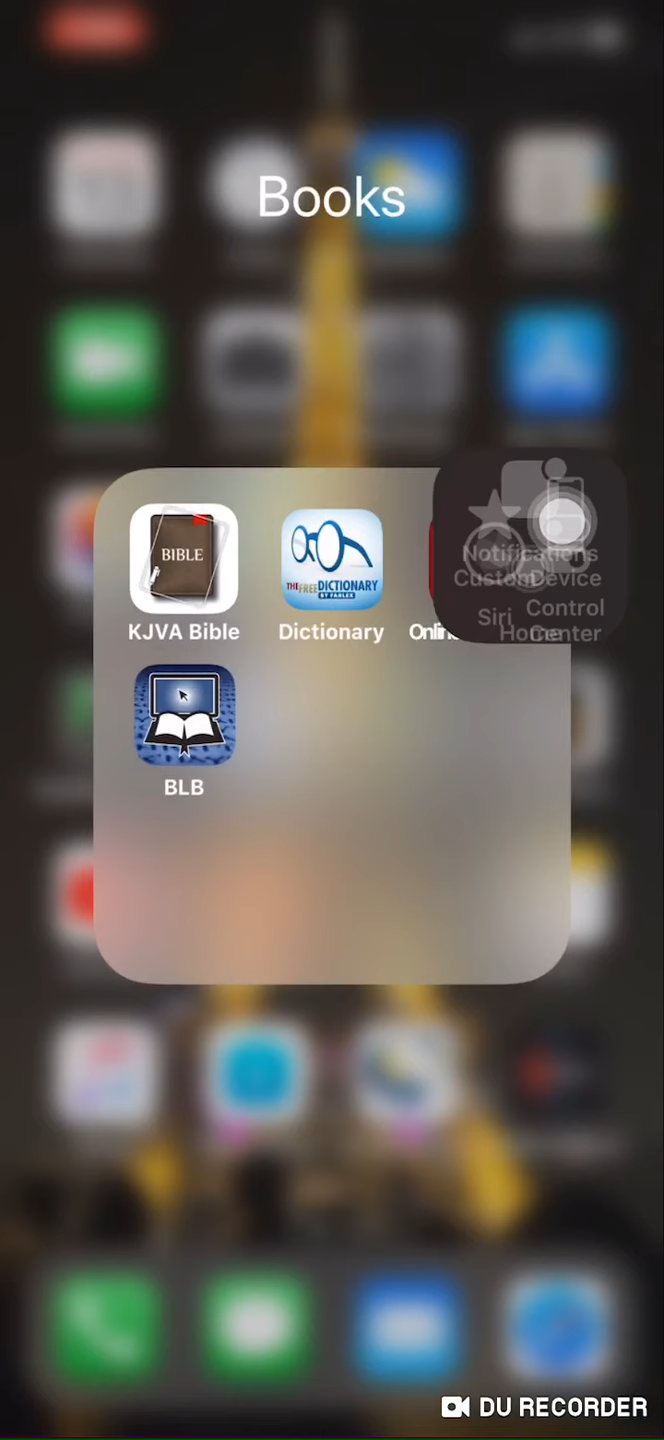 Books
BIBLE
THE FREE DICTIONARY
BY FARLEX
KJVA Bible
Dictionary
Notifications
Custom
Device
Siri
Control
Center
Home
BLB
DU RECORDER